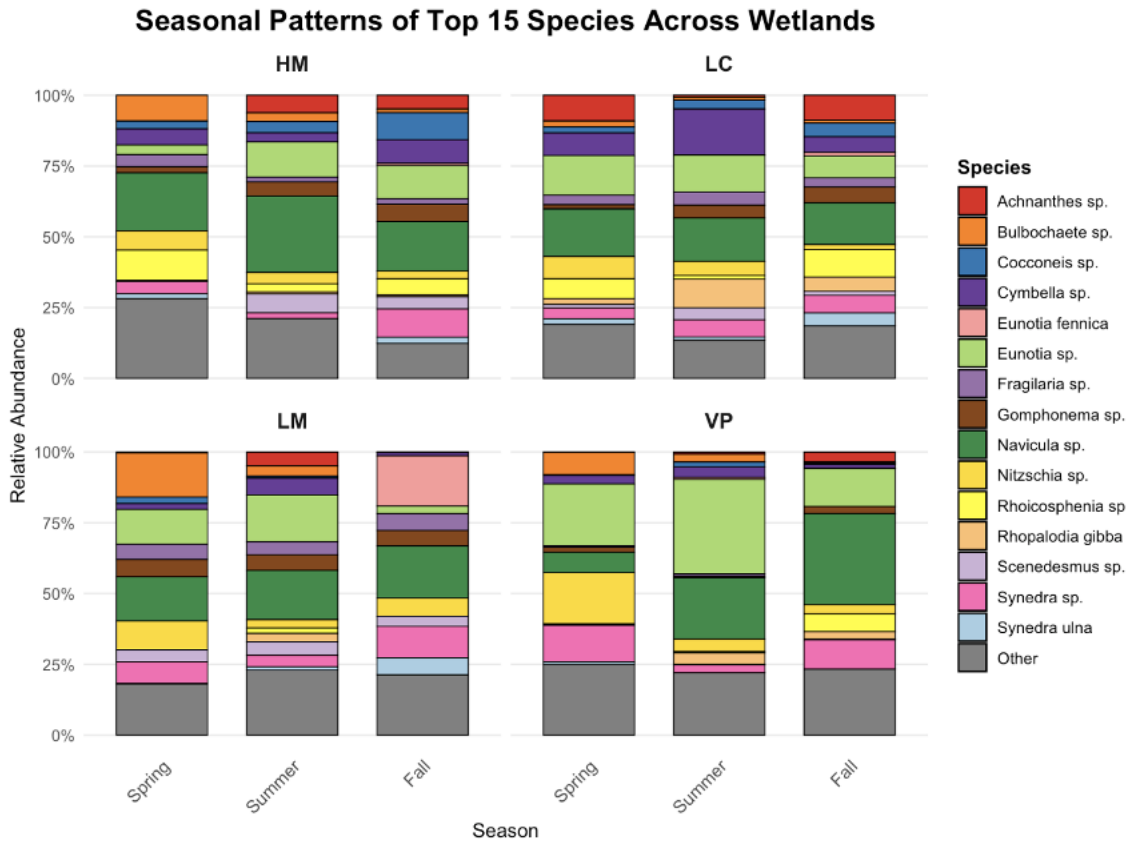 Seasonal Patterns of Top 15 Species Across Wetlands
HM
LC
100%
75%
50%
25%
0%
LM
VP
100%
75%
50%
25%
0%
Relative Abundance
Spring
Summer
Fall
Spring
Summer
Fall
Season
Species
Achnanthes sp.
Bulbochaete sp.
Cocconeis sp.
Cymbella sp.
Eunotia fennica
Eunotia sp.
Fragilaria sp.
Gomphonema sp.
Navicula sp.
Nitzschia sp.
Rhoicosphenia sp
Rhopalodia gibba
Scenedesmus sp.
Synedra sp.
Synedra ulna
Other